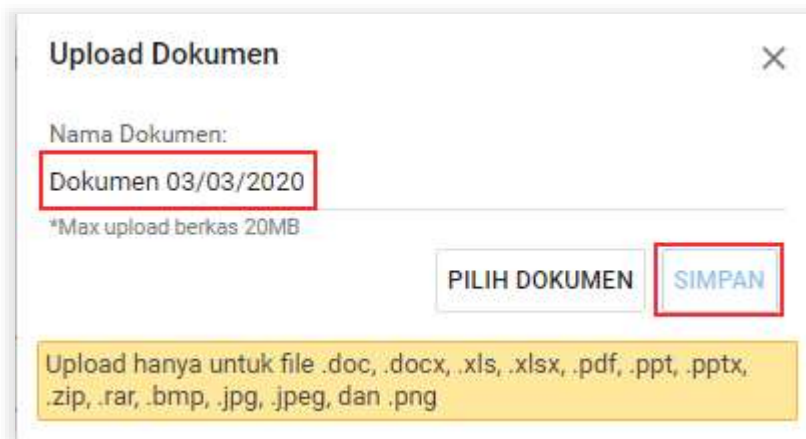 Upload Dokumen
Nama Dokumen:
Dokumen 03/03/2020
*Max upload berkas 20MB
PILIH DOKUMEN SIMPAN
Upload hanya untuk file .doc, .docx, .xls, .xlsx, .pdf, .ppt, .pptx,
.zip, .rar, .bmp, .jpg, .jpeg, dan .png